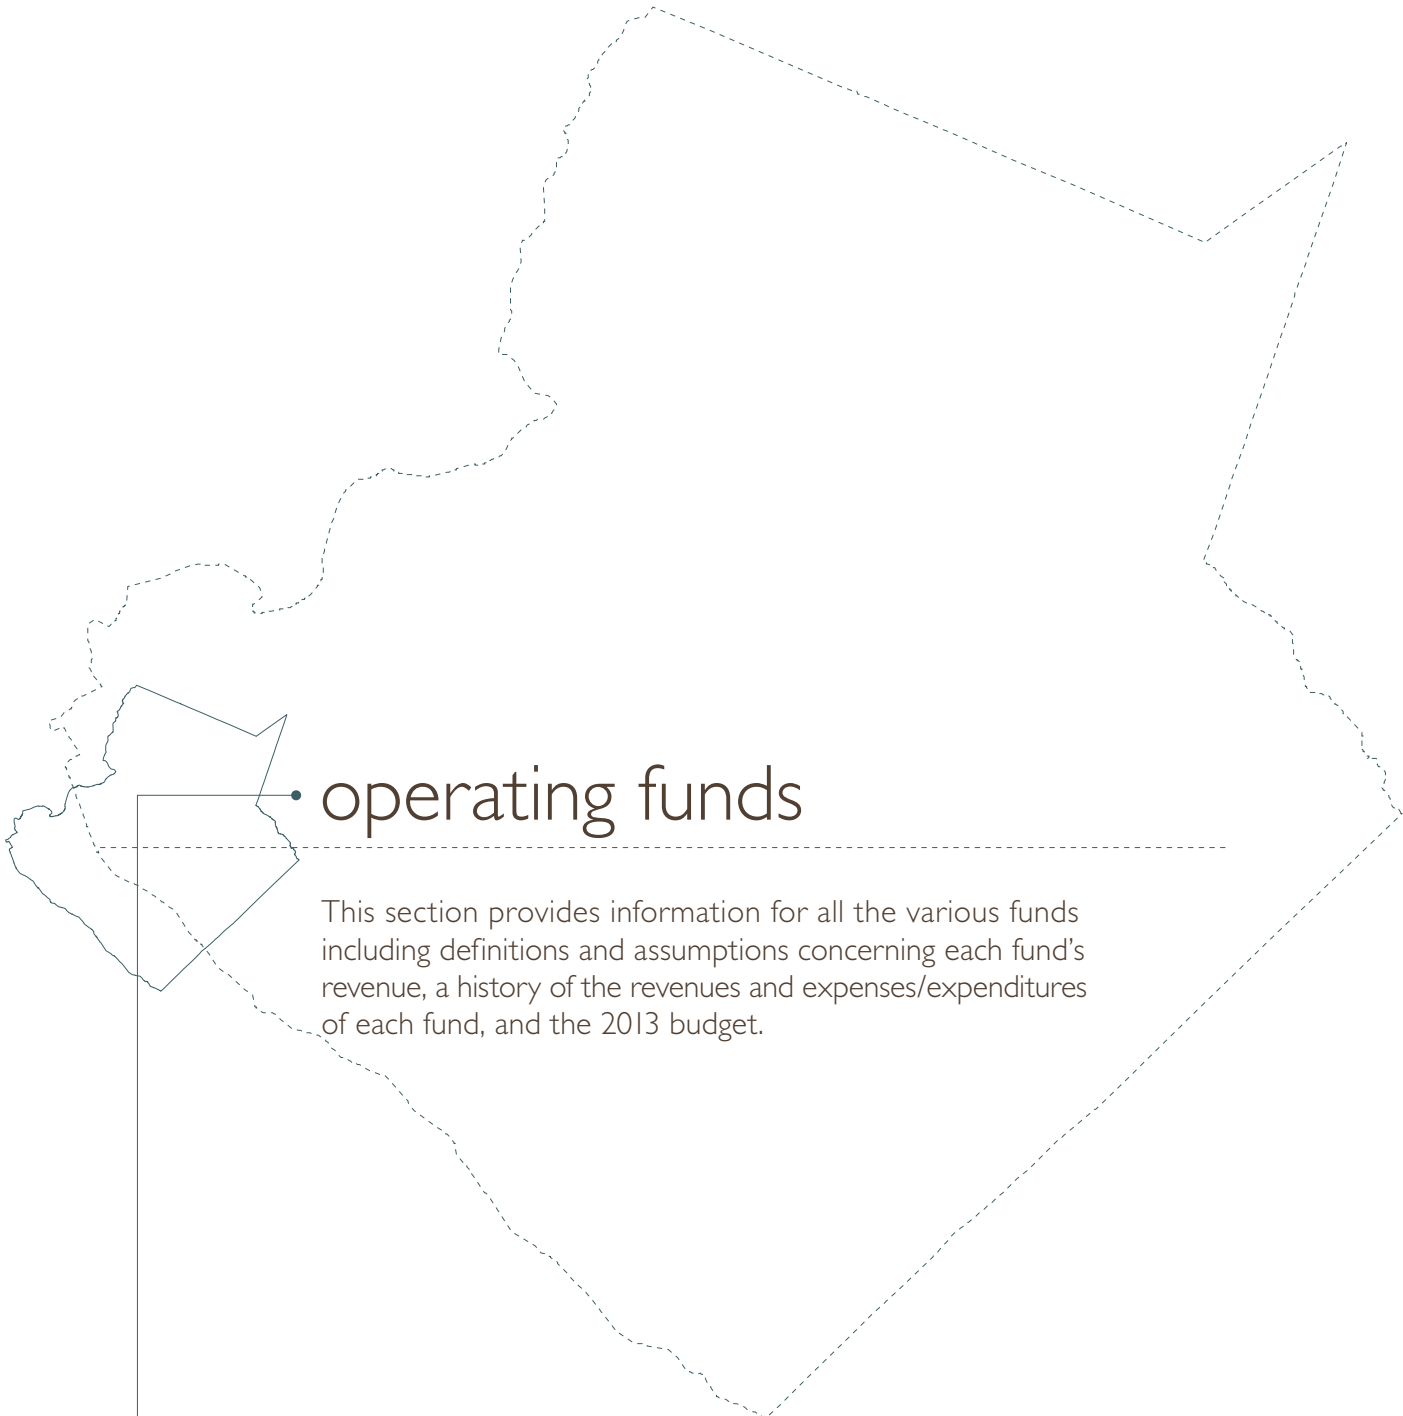 operating funds
This section provides information for all the various funds
including definitions and assumptions concerning each fund’s
revenue, a history of the revenues and expenses/expenditures
of each fund, and the 2013 budget.